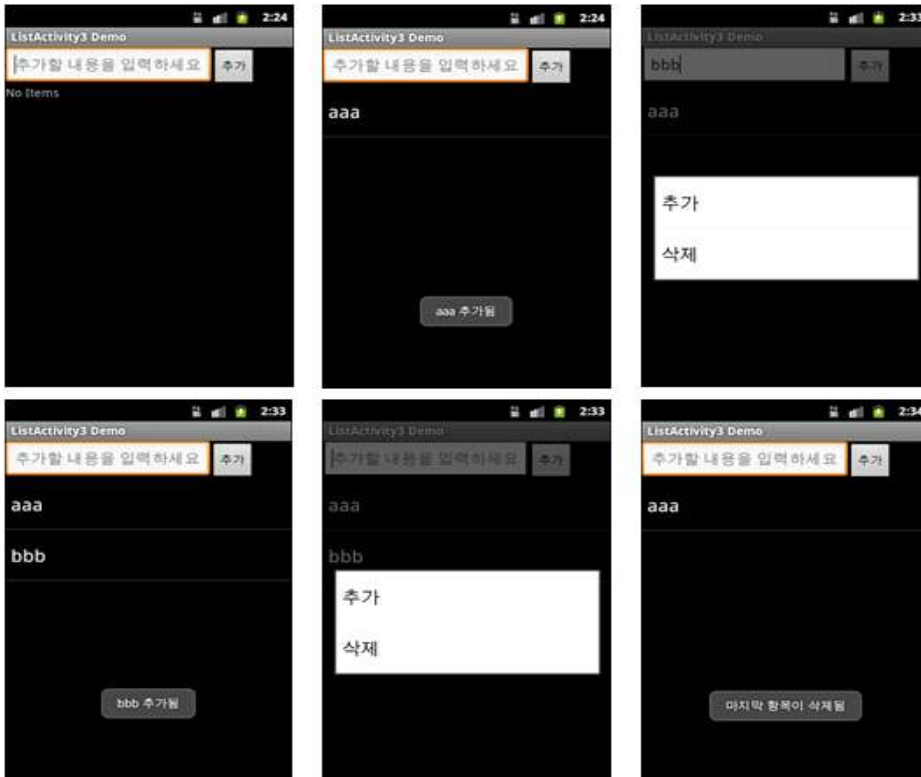 2:24
ListActivity3 Demo
추가할 내용을 입력하세요 추가
No Items
2:24
ListActivity3 Demo
추가할 내용을 입력하세요 추가
aaa
aaa 추가됨
2:33
ListActivity3 Demo
bbb 추가
aaa
추가
삭제
2:33
ListActivity3 Demo
추가할 내용을 입력하세요 추가
aaa
bbb
bbb 추가됨
2:33
ListActivity3 Demo
추가할 내용을 입력하세요 추가
aaa
bbb
추가
삭제
2:34
ListActivity3 Demo
추가할 내용을 입력하세요 추가
aaa
마지막 항목이 삭제됨